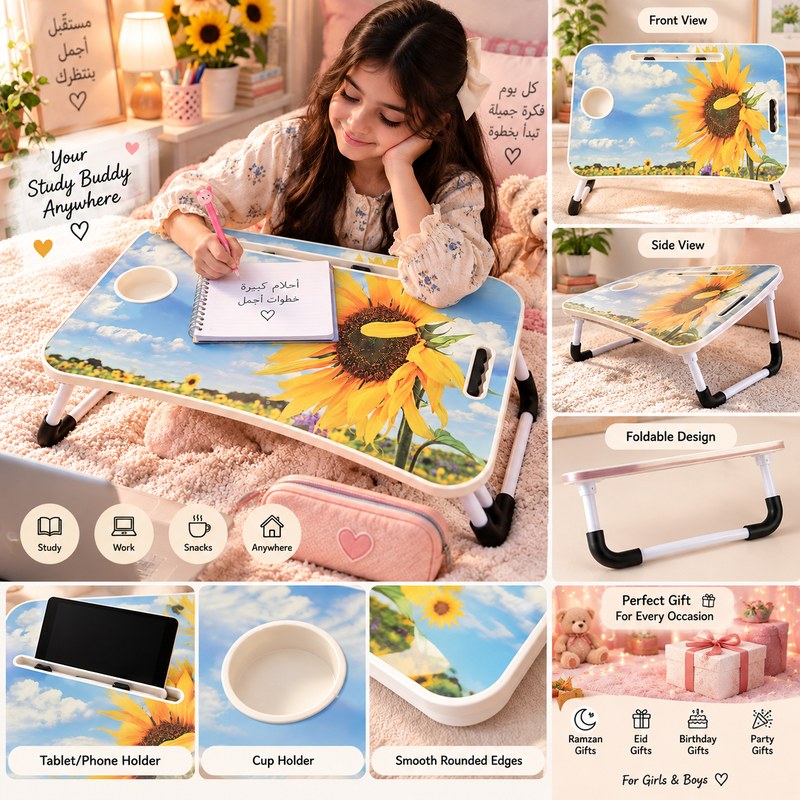 مستقبل
أجمل
ينتظرك
كل يوم
فكرة جميلة
تبدأ بخطوة
Your
Study Buddy
Anywhere
أحلام كبيرة
خطوات أجمل
Study
Work
Snacks
Anywhere
Front View
Side View
Foldable Design
Tablet/Phone Holder
Cup Holder
Smooth Rounded Edges
Perfect Gift
For Every Occasion
Ramzan
Gifts
Eid
Gifts
Birthday
Gifts
Party
Gifts
For Girls & Boys